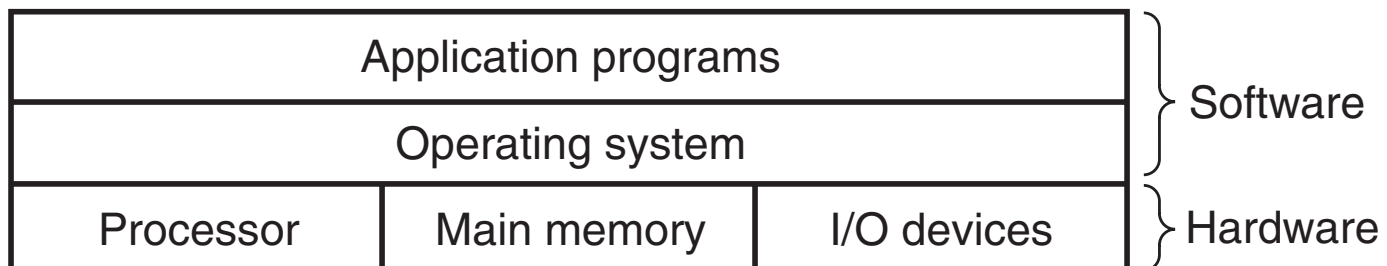 Application programs
Software
Operating system
Processor Main memory I/O devices Hardware